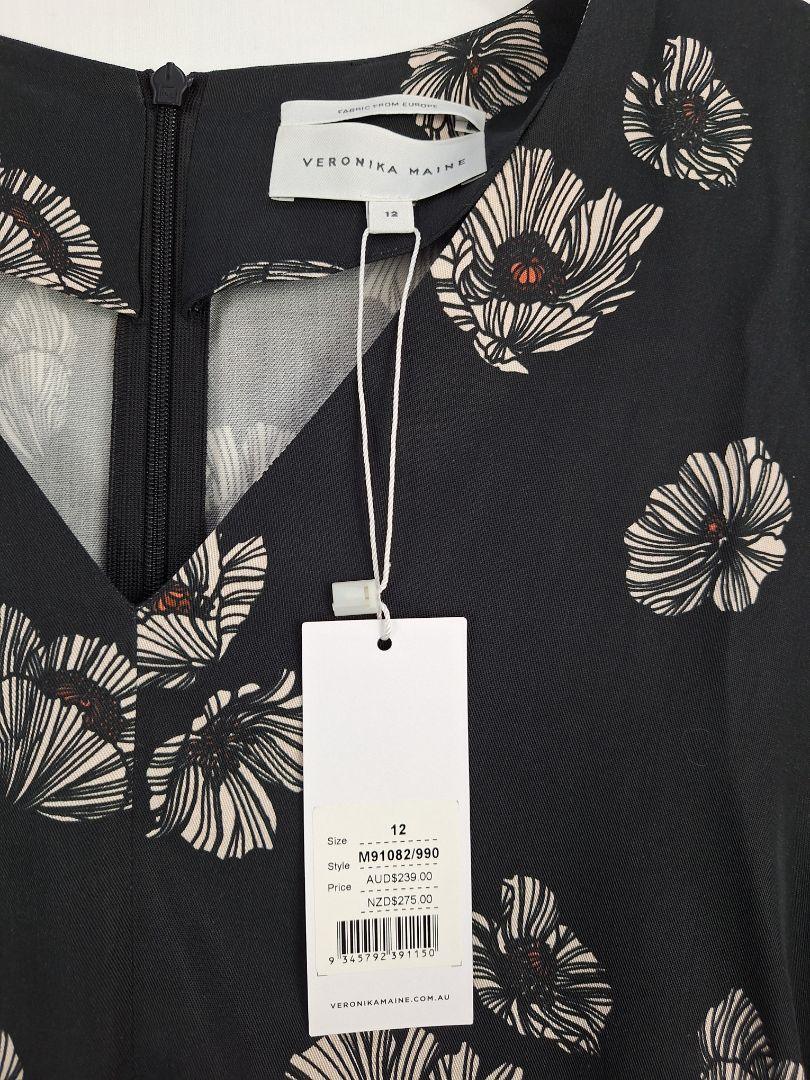 FABRIC FROM EUROPE
VERONIKA MAINE
12
Size 12
Style M91082/990
Price AUD$239.00
NZD$275.00
9 345792 391150
VERONIKAMAINE.COM.AU